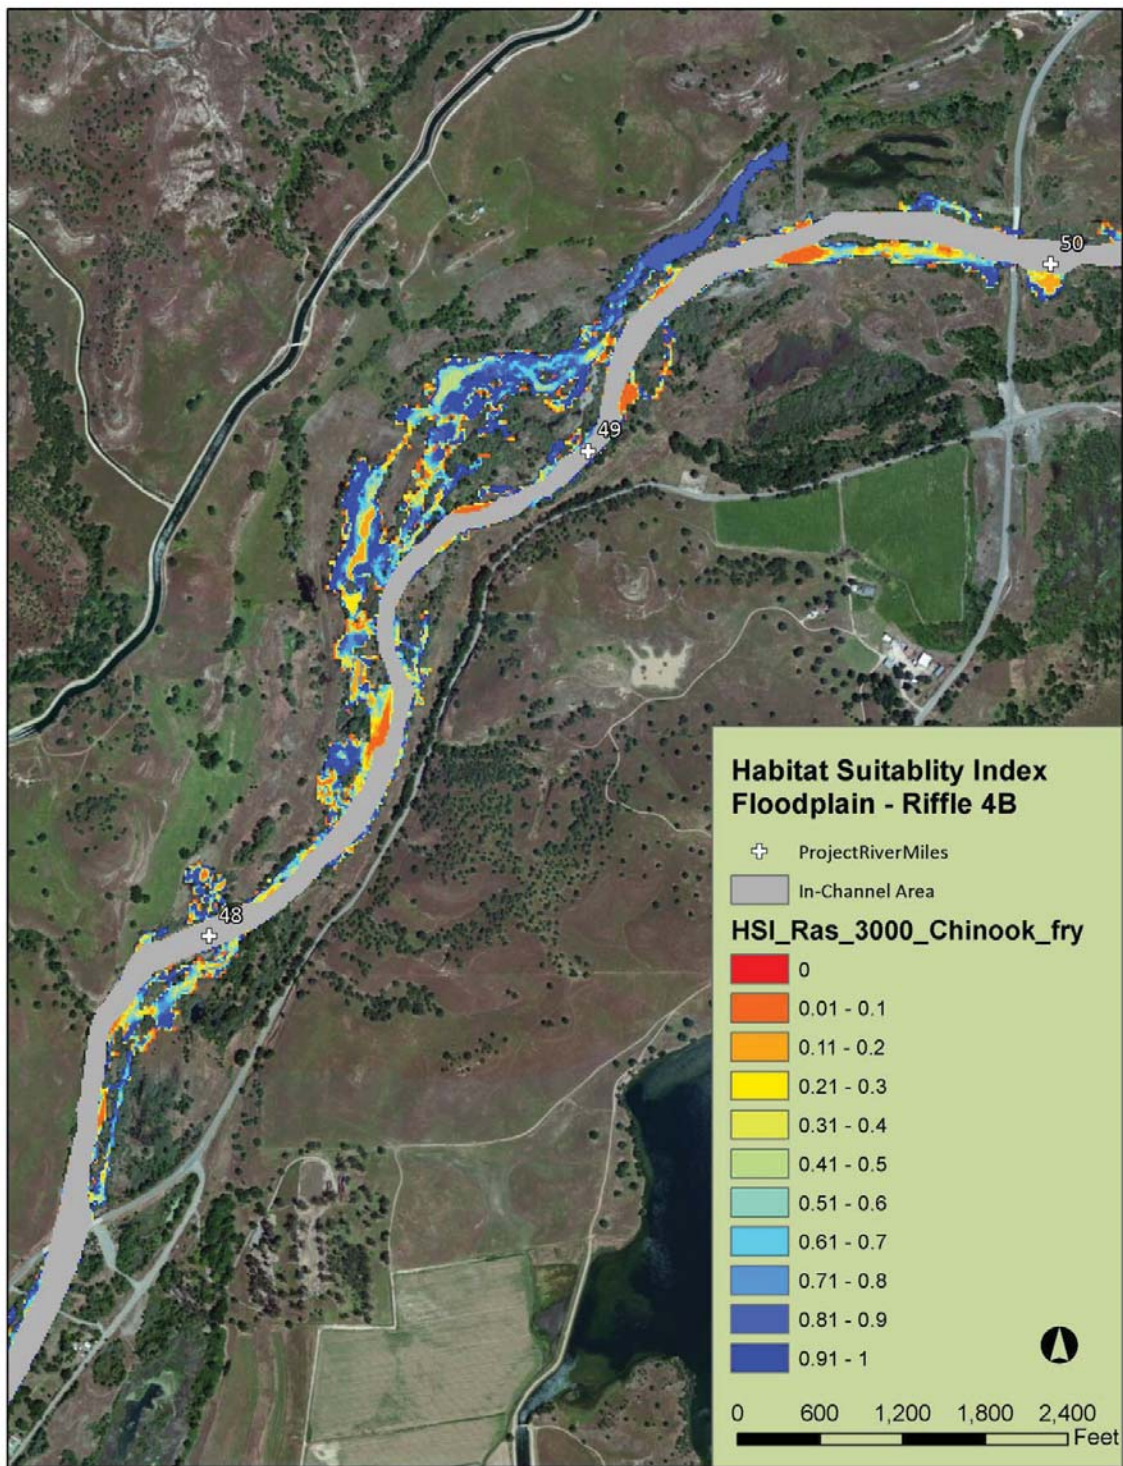 50
49
48
Habitat Suitablity Index
Floodplain - Riffle 4B
ProjectRiverMiles
In-Channel Area
HSI_Ras_3000_Chinook_fry
0
0.01 - 0.1
0.11 - 0.2
0.21 - 0.3
0.31 - 0.4
0.41 - 0.5
0.51 - 0.6
0.61 - 0.7
0.71 - 0.8
0.81 - 0.9
0.91 - 1
0 600 1,200 1,800 2,400
Feet